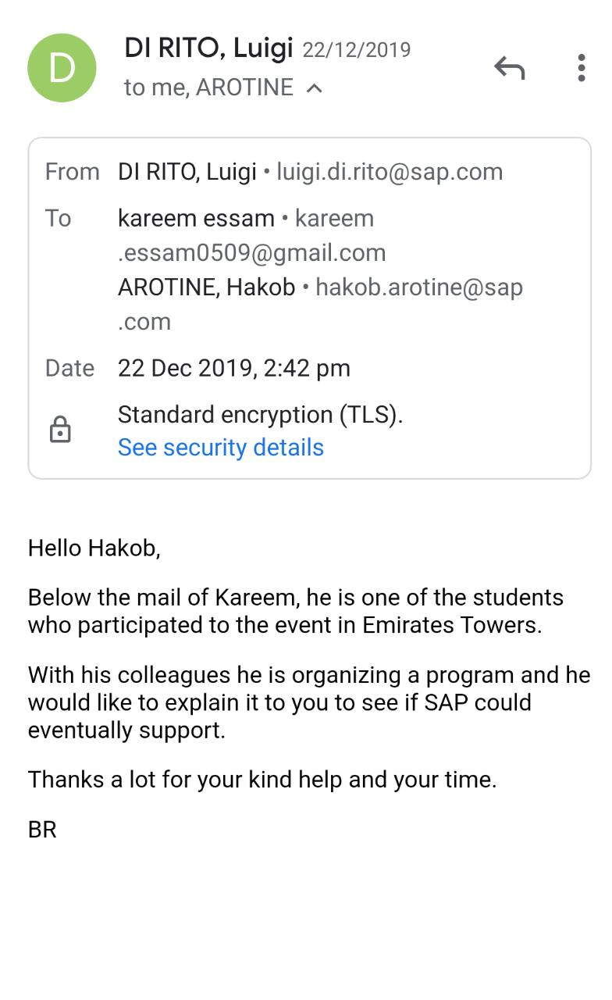 D
DI RITO, Luigi 22/12/2019
to me, AROTINE
From DI RITO, Luigi • luigi.di.rito@sap.com
To kareem essam • kareem
.essam0509@gmail.com
AROTINE, Hakob • hakob.arotine@sap
.com
Date 22 Dec 2019, 2:42 pm
Standard encryption (TLS).
See security details
Hello Hakob,
Below the mail of Kareem, he is one of the students
who participated to the event in Emirates Towers.
With his colleagues he is organizing a program and he
would like to explain it to you to see if SAP could
eventually support.
Thanks a lot for your kind help and your time.
BR